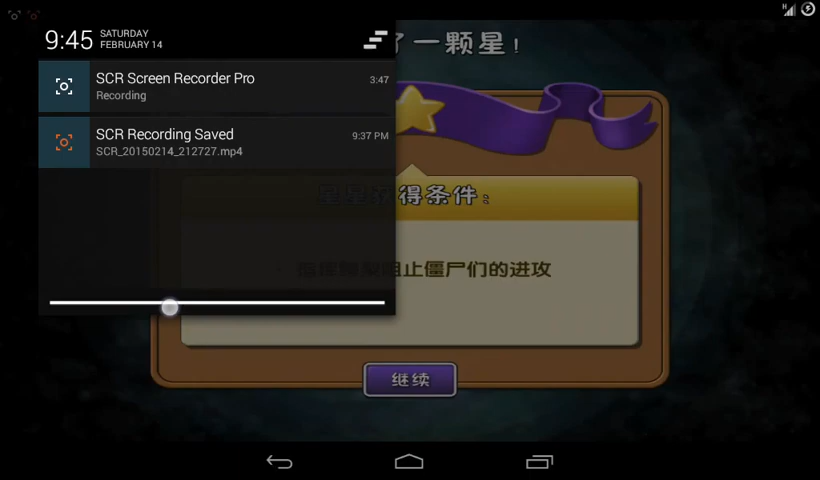 9:45
SATURDAY
FEBRUARY 14
SCR Screen Recorder Pro
3:47
Recording
SCR Recording Saved
9:37 PM
SCR_20150214_212727.mp4
了一颗星!
星星获得条件:
阻止僵尸们的进攻
继续
H